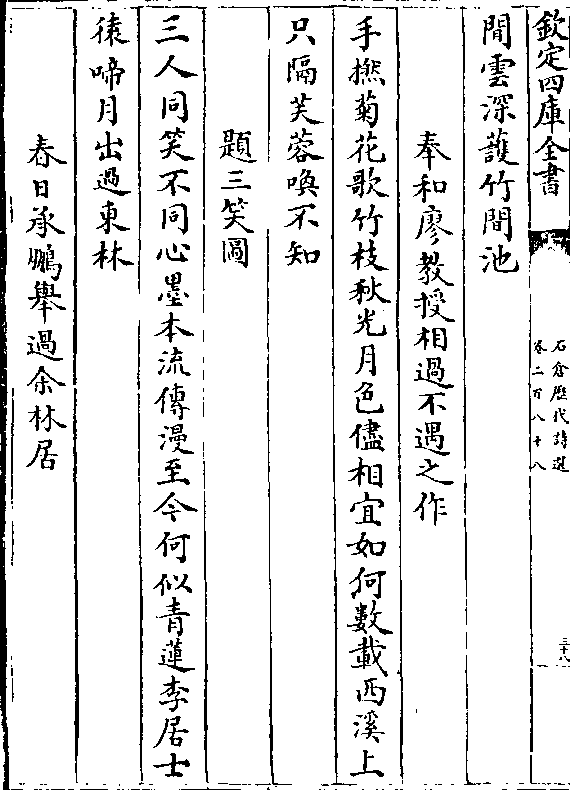 欽定四庫全書
石倉歷代詩選
卷二百八十八
三十八
間雲深護竹間池
奉和廖教授相過不遇之作
手撚菊花歌竹枝秋光月色儘相宜如何數載西溪上
只隔芙蓉喚不知
題三笑圖
三人同笑不同心墨本流傳漫至今何似青蓮李居士
猿啼月出過東林
春日承鵬舉過余林居